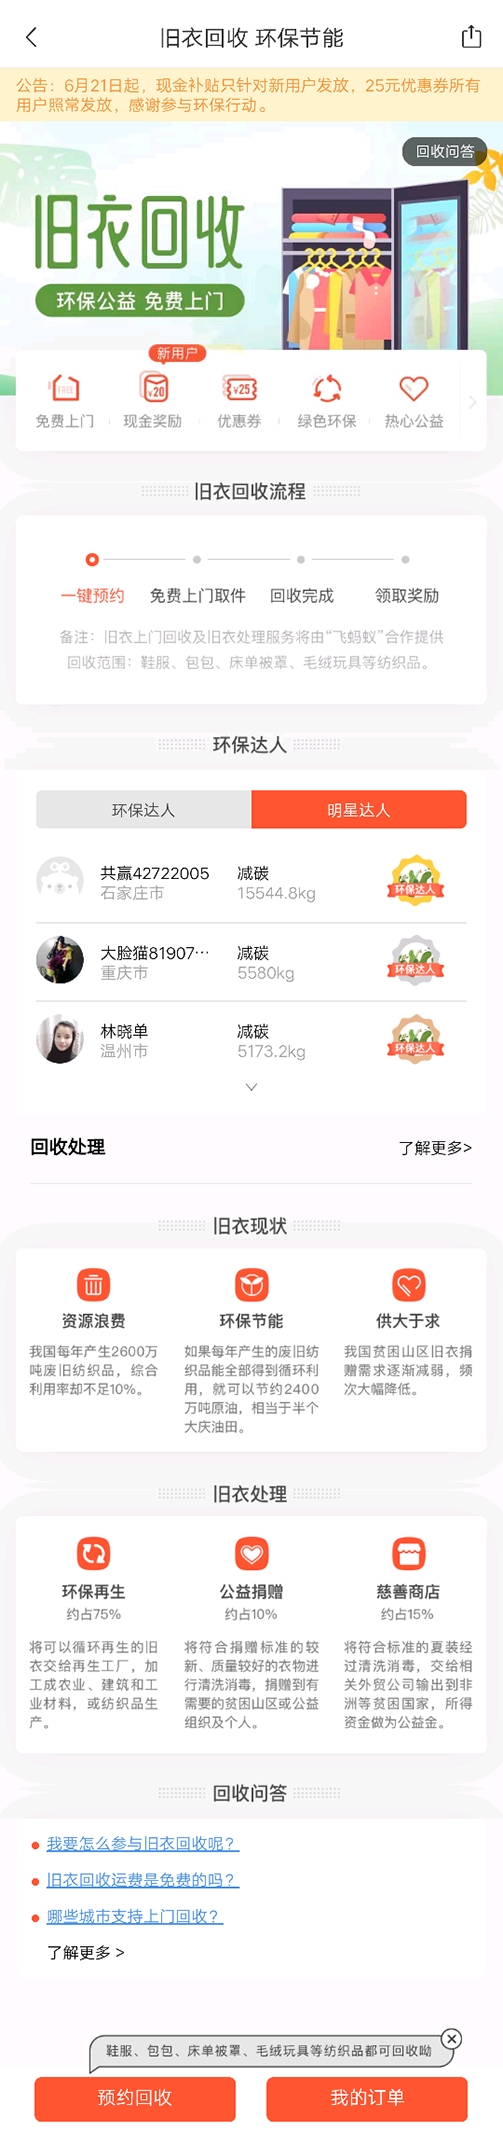 旧衣回收 环保节能
公告：6月21日起，现金补贴只针对新用户发放，25元优惠券所有
用户照常发放，感谢参与环保行动。
回收问答
旧衣回收
环保公益 免费上门
新用户
FREE
¥20
¥25
免费上门
现金奖励
优惠券
绿色环保
热心公益
旧衣回收流程
一键预约
免费上门取件
回收完成
领取奖励
备注：旧衣上门回收及旧衣处理服务将由“飞蚂蚁”合作提供
回收范围：鞋服、包包、床单被罩、毛绒玩具等纺织品。
环保达人
环保达人
明星达人
共赢42722005
减碳
石家庄市
15544.8kg
环保达人
大脸猫81907…
减碳
重庆市
5580kg
环保达人
林晓单
减碳
温州市
5173.2kg
环保达人
回收处理
了解更多>
旧衣现状
资源浪费
我国每年产生2600万
吨废旧纺织品，综合
利用率却不足10%。
环保节能
如果每年产生的废旧纺
织品能全部得到循环利
用，就可以节约2400
万吨原油，相当于半个
大庆油田。
供大于求
我国贫困山区旧衣捐
赠需求逐渐减弱，频
次大幅降低。
旧衣处理
环保再生
约占75%
将可以循环再生的旧
衣交给再生工厂，加
工成农业、建筑和工
业材料，或纺织品生
产。
公益捐赠
约占10%
将符合捐赠标准的较
新、质量较好的衣物进
行清洗消毒，捐赠到有
需要的贫困山区或公益
组织及个人。
慈善商店
约占15%
将符合标准的夏装经
过清洗消毒，交给相
关外贸公司输出到非
洲等贫困国家，所得
资金做为公益金。
回收问答
我要怎么参与旧衣回收呢？
旧衣回收运费是免费的吗？
哪些城市支持上门回收？
了解更多 >
鞋服、包包、床单被罩、毛绒玩具等纺织品都可回收呦
预约回收
我的订单